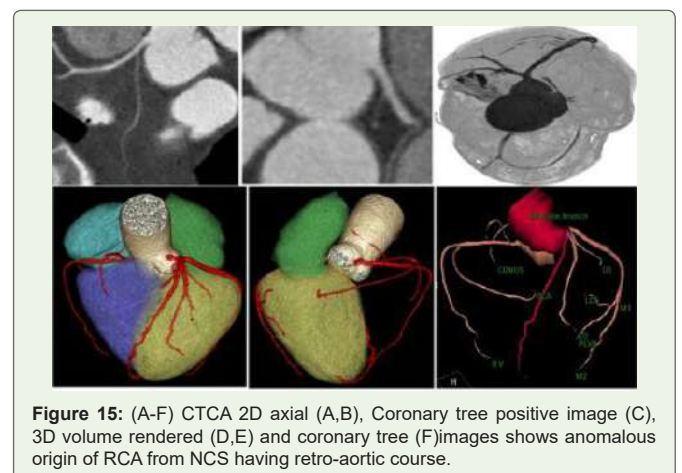 CONUS
RCA
D1
M1
RV
M2
H
Figure 15: (A-F) CTCA 2D axial (A,B), Coronary tree positive image (C),
3D volume rendered (D,E) and coronary tree (F)images shows anomalous
origin of RCA from NCS having retro-aortic course.